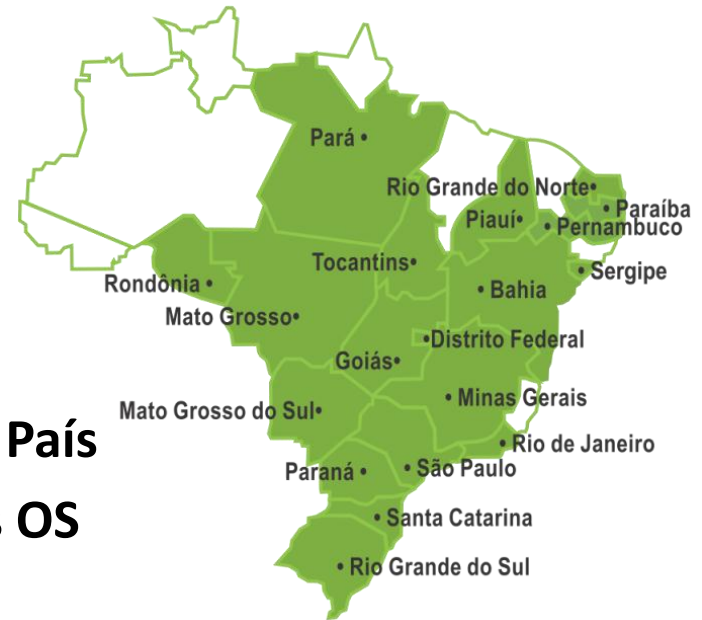 Pará
Rio Grande do Norte
Paraíba
Piauí
Pernambuco
Tocantins
Sergipe
Rondônia
Bahia
Mato Grosso
Distrito Federal
Goiás
Minas Gerais
Mato Grosso do Sul
País
Rio de Janeiro
Paraná
São Paulo
OS
Santa Catarina
Rio Grande do Sul